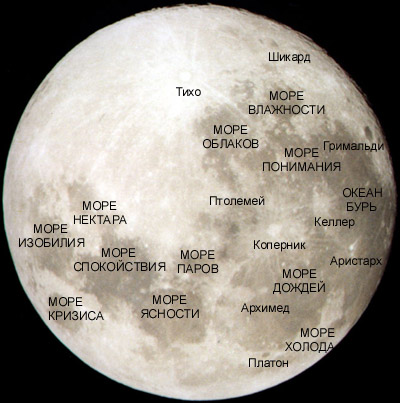 Шикард
Тихо
МОРЕ
ВЛАЖНОСТИ
МОРЕ
ОБЛАКОВ
Гримальди
МОРЕ
ПОНИМАНИЯ
ОКЕАН
БУРЬ
Птолемей
МОРЕ
НЕКТАРА
Келлер
МОРЕ
ИЗОБИЛИЯ
Коперник
МОРЕ
СПОКОЙСТВИЯ
МОРЕ
ПАРОВ
Аристарх
МОРЕ
ДОЖДЕЙ
МОРЕ
КРИЗИСА
МОРЕ
ЯСНОСТИ
Архимед
МОРЕ
ХОЛОДА
Платон